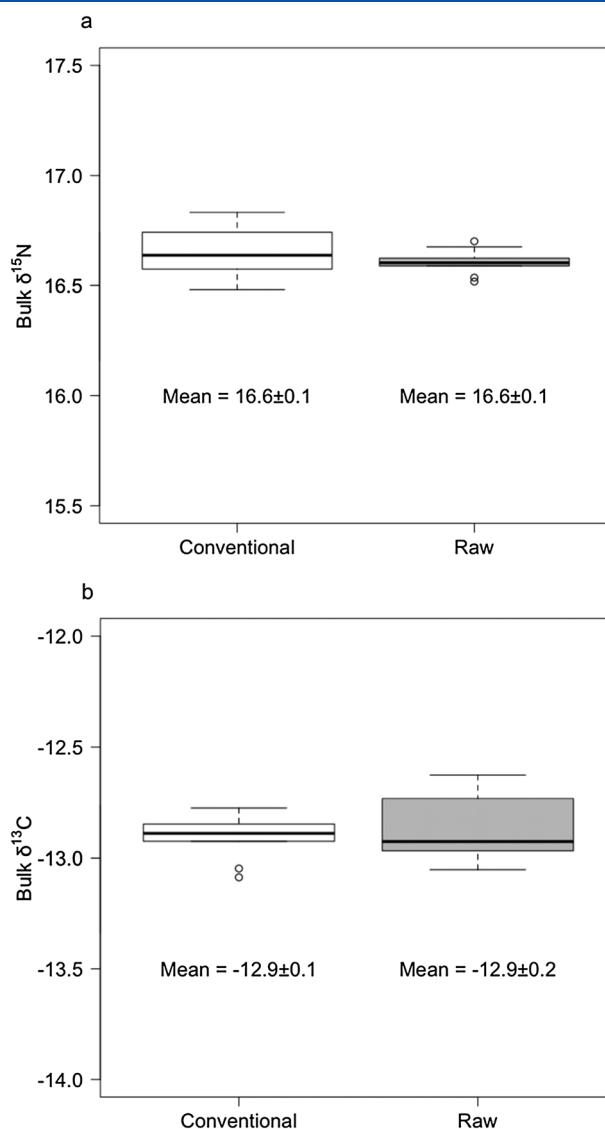 a
17.5
17.0
16.5
16.0
15.5
Bulk δ¹⁵N
Mean = 16.6±0.1 Mean = 16.6±0.1
Conventional Raw
b
-12.0
-12.5
-13.0
-13.5
-14.0
Bulk δ¹³C
Mean = -12.9±0.1 Mean = -12.9±0.2
Conventional Raw